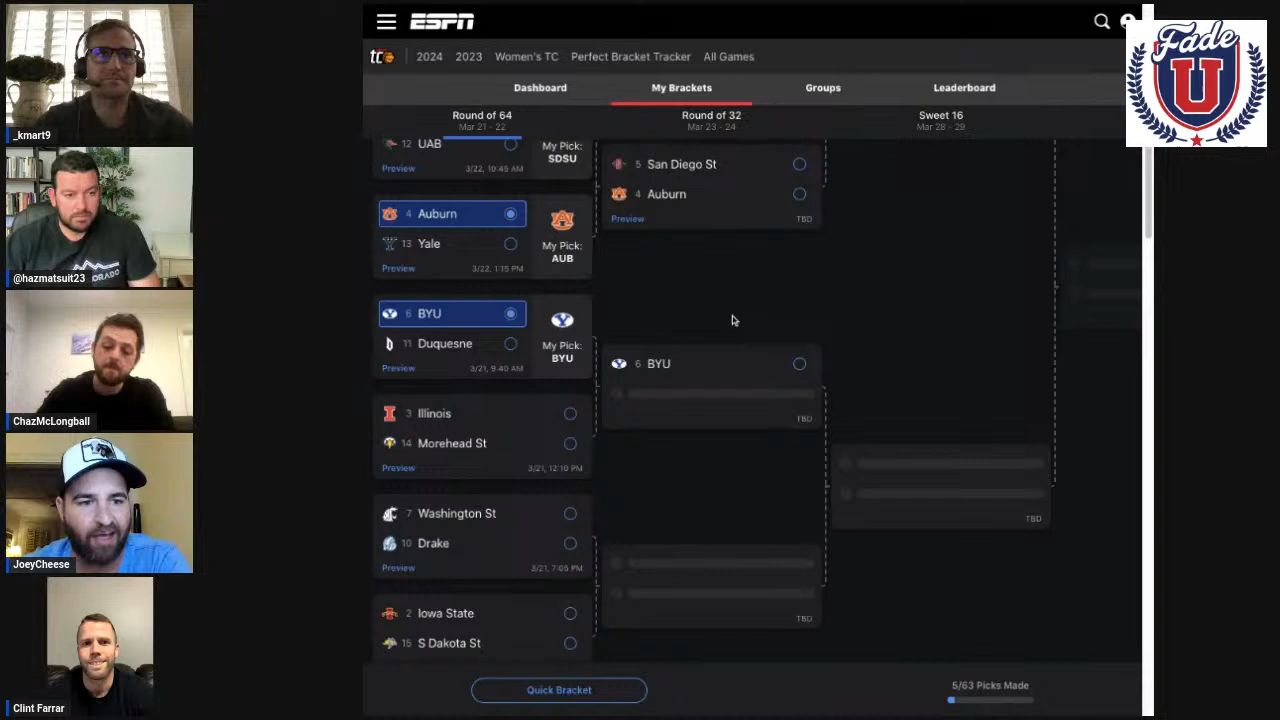 _kmart9
@hazmatsuit23
ORADO
ChazMcLongball
JoeyCheese
Clint Farrar
ESPN
Fade
U
tc
2024 2023 Women's TC Perfect Bracket Tracker All Games
Dashboard My Brackets Groups Leaderboard
Round of 64
Mar 21 - 22
Round of 32
Mar 23 - 24
Sweet 16
Mar 28 - 29
12 UAB
My Pick:
SDSU
Preview 3/22, 10:45 AM
4 Auburn
13 Yale
My Pick:
AUB
Preview 3/22, 1:15 PM
6 BYU
11 Duquesne
My Pick:
BYU
Preview 3/21, 9:40 AM
3 Illinois
14 Morehead St
Preview 3/21, 12:10 PM
7 Washington St
10 Drake
Preview 3/21, 7:05 PM
2 Iowa State
15 S Dakota St
5 San Diego St
4 Auburn
Preview TBD
6 BYU
TBD
TBD
TBD
Quick Bracket
5/63 Picks Made